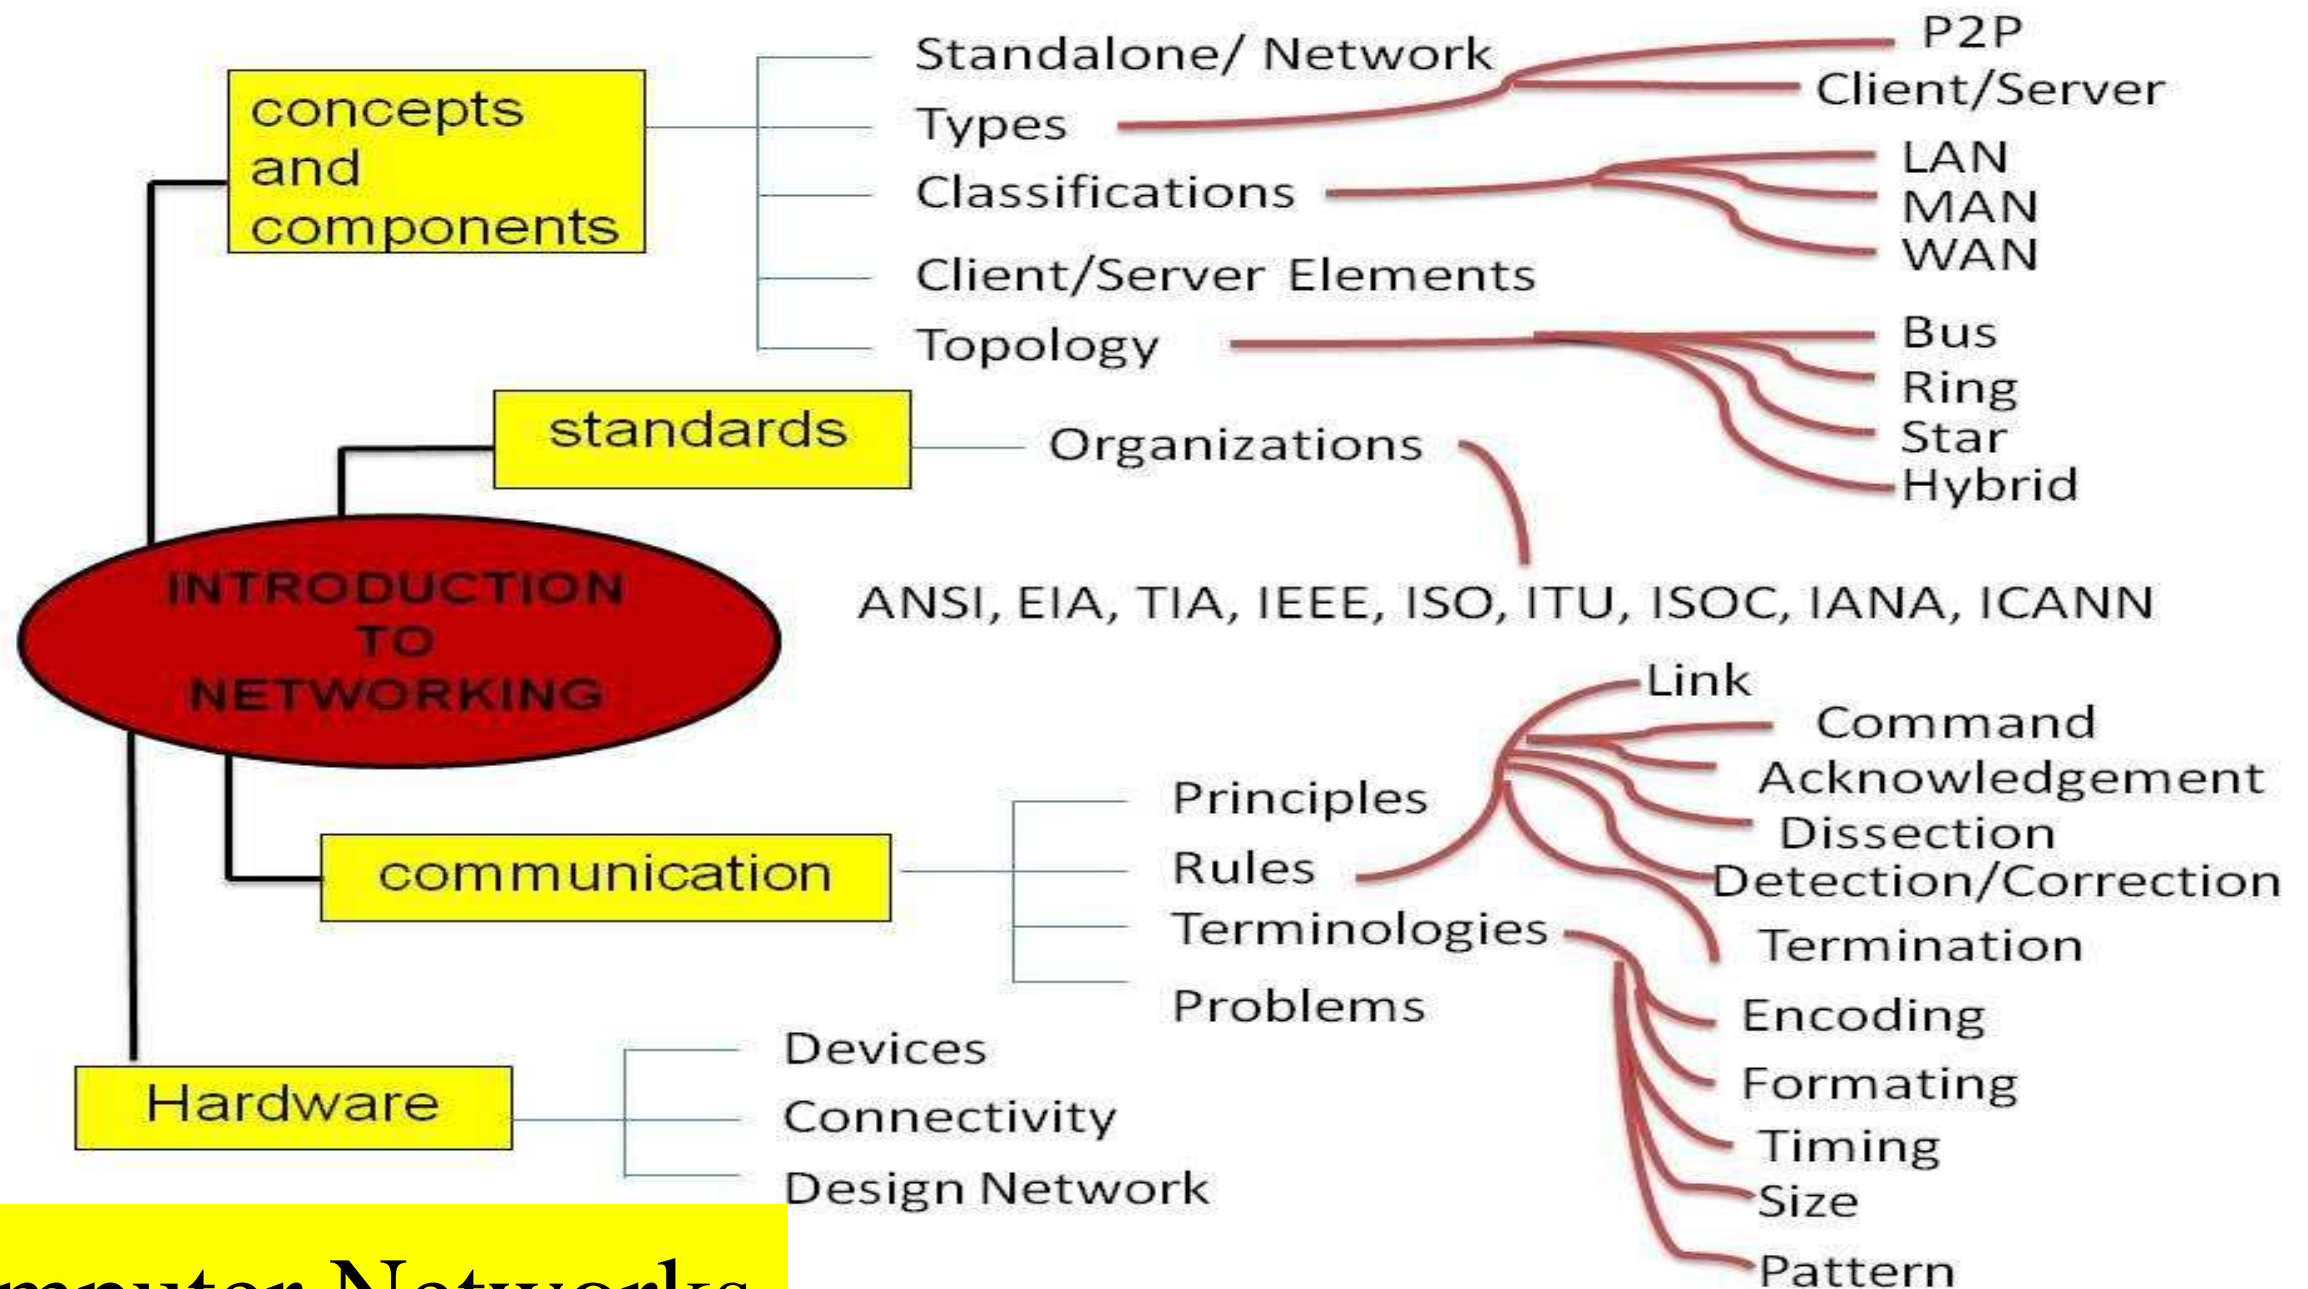 concepts
and
components
Standalone/ Network
Types
P2P
Client/Server
Classifications
LAN
MAN
WAN
Client/Server Elements
Topology
Bus
Ring
Star
Hybrid
standards
Organizations
ANSI, EIA, TIA, IEEE, ISO, ITU, ISOC, IANA, ICANN
INTRODUCTION
TO
NETWORKING
communication
Principles
Rules
Link
Command
Acknowledgement
Dissection
Detection/Correction
Termination
Terminologies
Encoding
Formating
Timing
Size
Pattern
Problems
Hardware
Devices
Connectivity
Design Network
Networks